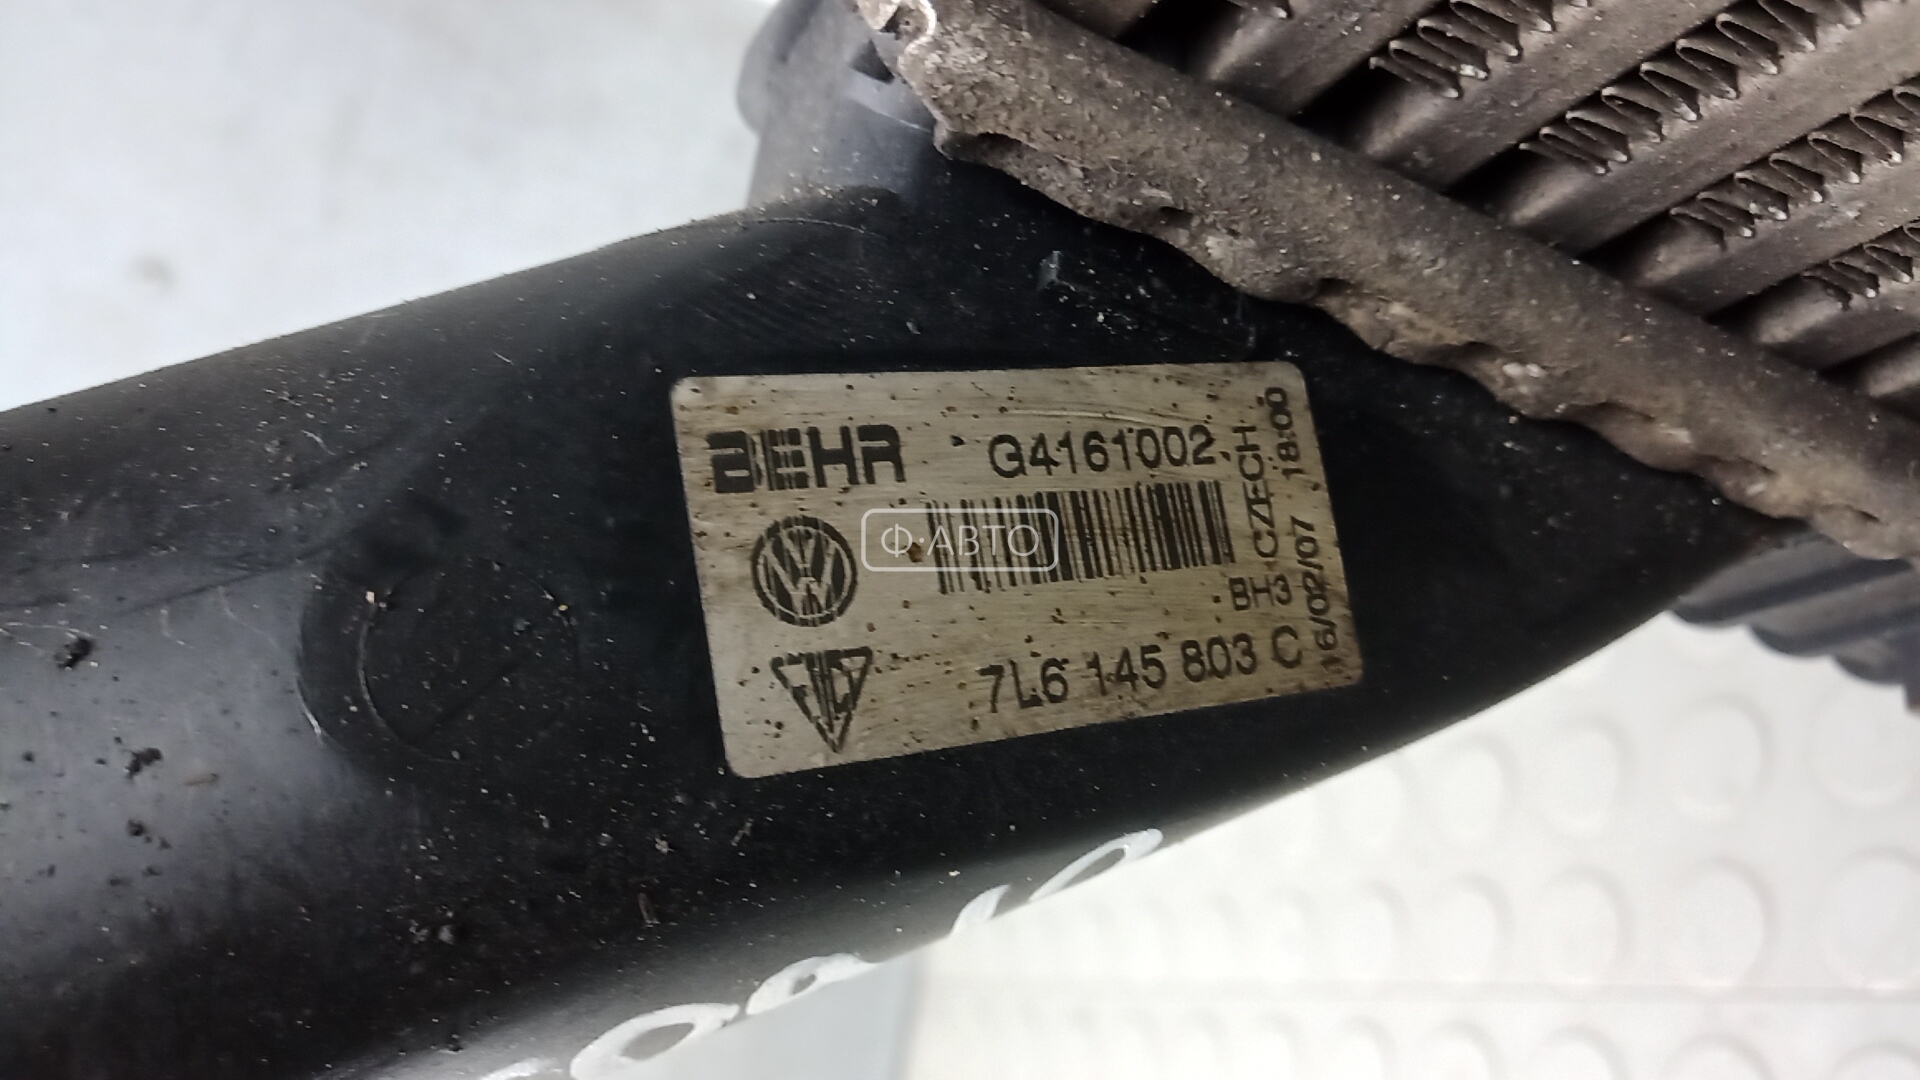 BEHR G4161002
CZECH 18:00
Ф·АВТО
BH3
16/02/07
7L6 145 803 C